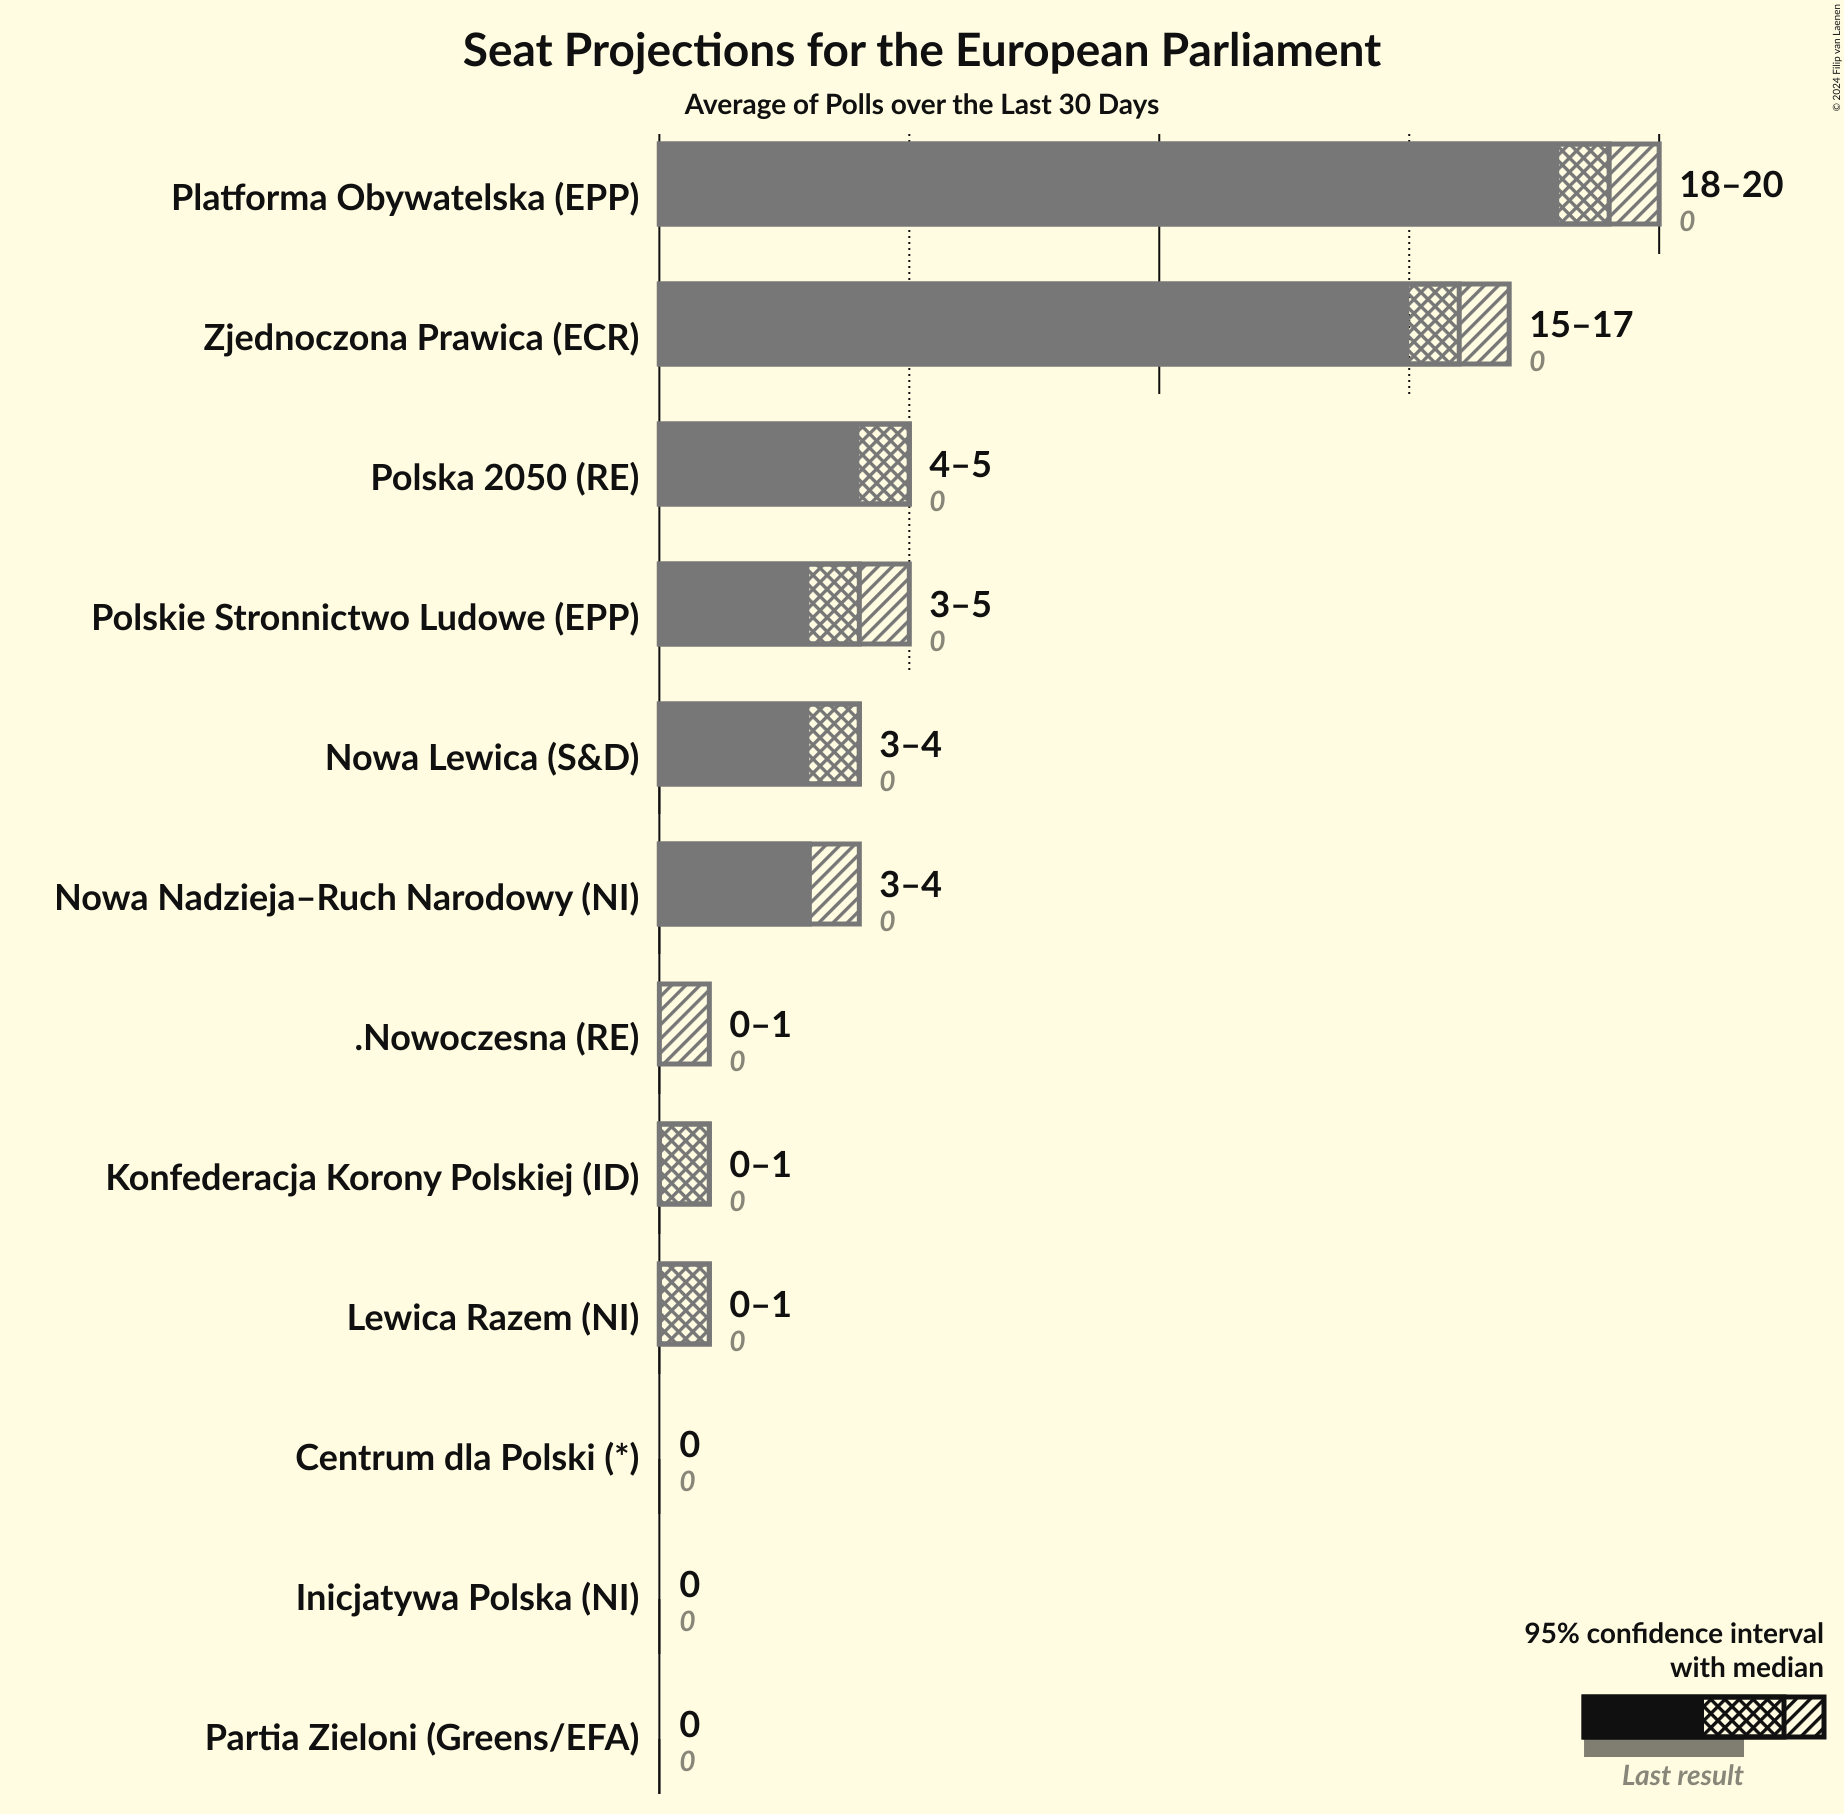 Seat Projections for the European Parliament
Average of Polls over the Last 30 Days
© 2024 Filip van Laenen
Platforma Obywatelska (EPP)
18–20
0
Zjednoczona Prawica (ECR)
15–17
0
Polska 2050 (RE)
4–5
0
Polskie Stronnictwo Ludowe (EPP)
3–5
0
Nowa Lewica (S&D)
3–4
0
Nowa Nadzieja–Ruch Narodowy (NI)
3–4
0
.Nowoczesna (RE)
0–1
0
Konfederacja Korony Polskiej (ID)
0–1
0
Lewica Razem (NI)
0–1
0
Centrum dla Polski (*)
0
0
Inicjatywa Polska (NI)
0
0
Partia Zieloni (Greens/EFA)
0
0
95% confidence interval
with median
Last result